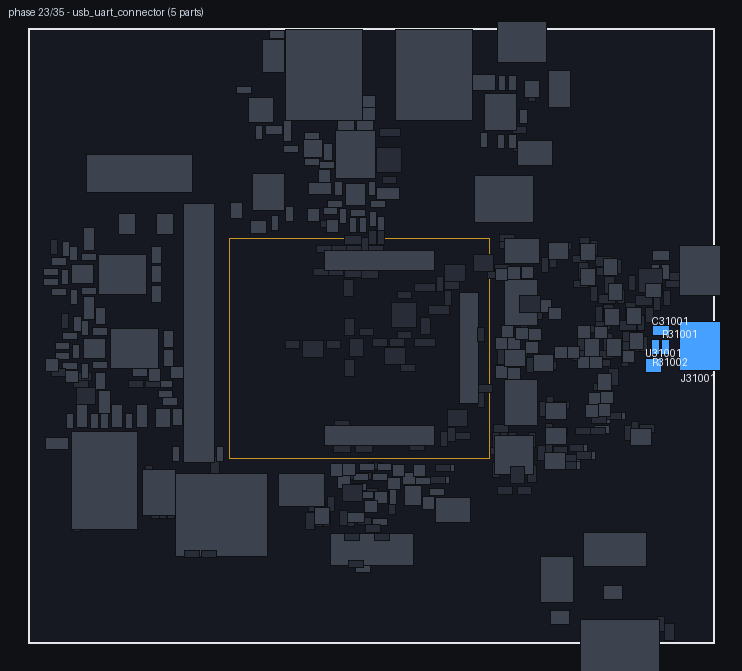 phase 23/35 - usb_uart_connector (5 parts)
C31001
R31001
U31001
R31002
J31001